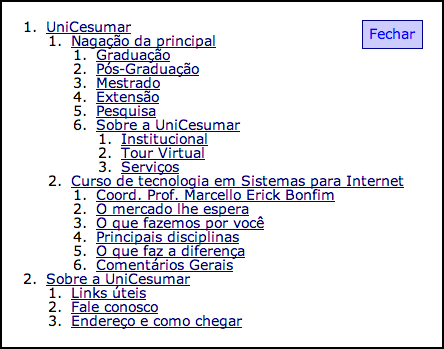 Fechar
1. UniCesumar
1. Nagação da principal
1. Graduação
2. Pós-Graduação
3. Mestrado
4. Extensão
5. Pesquisa
6. Sobre a UniCesumar
1. Institucional
2. Tour Virtual
3. Serviços
2. Curso de tecnologia em Sistemas para Internet
1. Coord. Prof. Marcello Erick Bonfim
2. O mercado lhe espera
3. O que fazemos por você
4. Principais disciplinas
5. O que faz a diferença
6. Comentários Gerais
2. Sobre a UniCesumar
1. Links úteis
2. Fale conosco
3. Endereço e como chegar